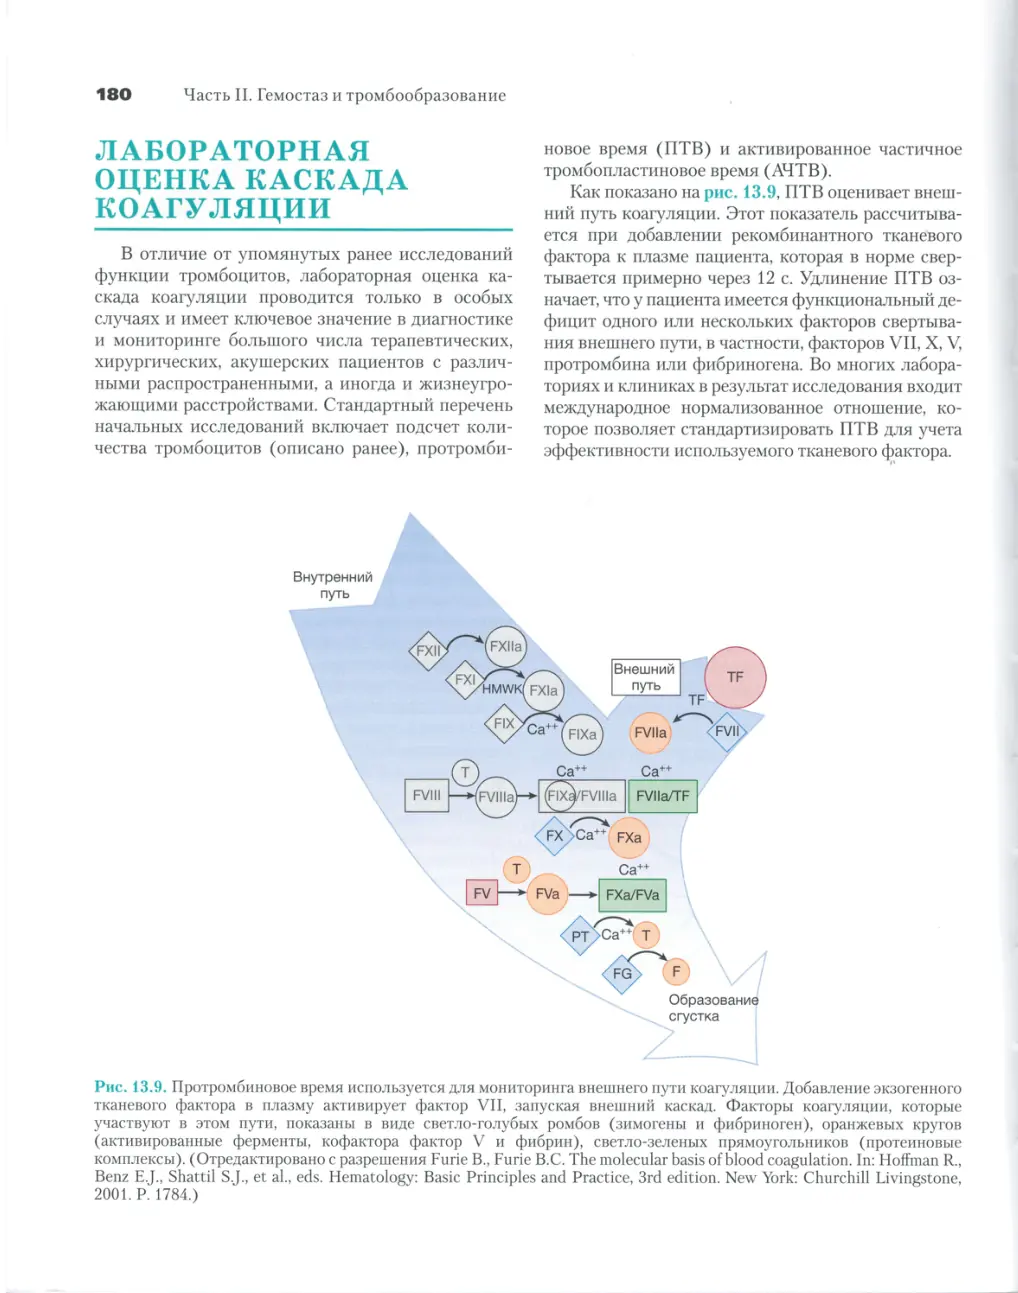 180 Часть II. Гемостаз и тромбообразование
ЛАБОРАТОРНАЯ
ОЦЕНКА КАСКАДА
КОАГУЛЯЦИИ
В отличие от упомянутых ранее исследований
функции тромбоцитов, лабораторная оценка ка-
скада коагуляции проводится только в особых
случаях и имеет ключевое значение в диагностике
и мониторинге большого числа терапевтических,
хирургических, акушерских пациентов с различ-
ными распространенными, а иногда и жизнеугро-
жающими расстройствами. Стандартный перечень
начальных исследований включает подсчет коли-
чества тромбоцитов (описано ранее), протромби-
новое время (ПТВ) и активированное частичное
тромбопластиновое время (АЧТВ).
Как показано на рис. 13.9, ПТВ оценивает внеш-
ний путь коагуляции. Этот показатель рассчитыва-
ется при добавлении рекомбинантного тканевого
фактора к плазме пациента, которая в норме свер-
тывается примерно через 12 с. Удлинение ПТВ оз-
начает, что у пациента имеется функциональный де-
фицит одного или нескольких факторов свертыва-
ния внешнего пути, в частности, факторов VII, X, V,
протромбина или фибриногена. Во многих лабора-
ториях и клиниках в результат исследования входит
международное нормализованное отношение, ко-
торое позволяет стандартизировать ПТВ для учета
эффективности используемого тканевого фактора.
Внутренний
путь
FXII FXIIa
FXI HMWK FXIa
FIX Ca++ FIXa
Внешний
путь
TF
TF
FVIIa FVII
T Ca++ Ca++
FVIII FVIIIa FIXa/FVIIIa FVIIa/TF
FX Ca++ FXa
T Ca++
FV FVa FXa/FVa
PT Ca++ T
FG F
Образование
сгустка
Рис. 13.9. Протромбиновое время используется для мониторинга внешнего пути коагуляции. Добавление экзогенного
тканевого фактора в плазму активирует фактор VII, запуская внешний каскад. Факторы коагуляции, которые
участвуют в этом пути, показаны в виде светло-голубых ромбов (зимогены и фибриноген), оранжевых кругов
(активированные ферменты, кофактора фактор V и фибрин), светло-зеленых прямоугольников (протеиновые
комплексы). (Отредактировано с разрешения Furie B., Furie B.C. The molecular basis of blood coagulation. In: Hoffman R.,
Benz E.J., Shattil S.J., et al., eds. Hematology: Basic Principles and Practice, 3rd edition. New York: Churchill Livingstone,
2001. P. 1784.)